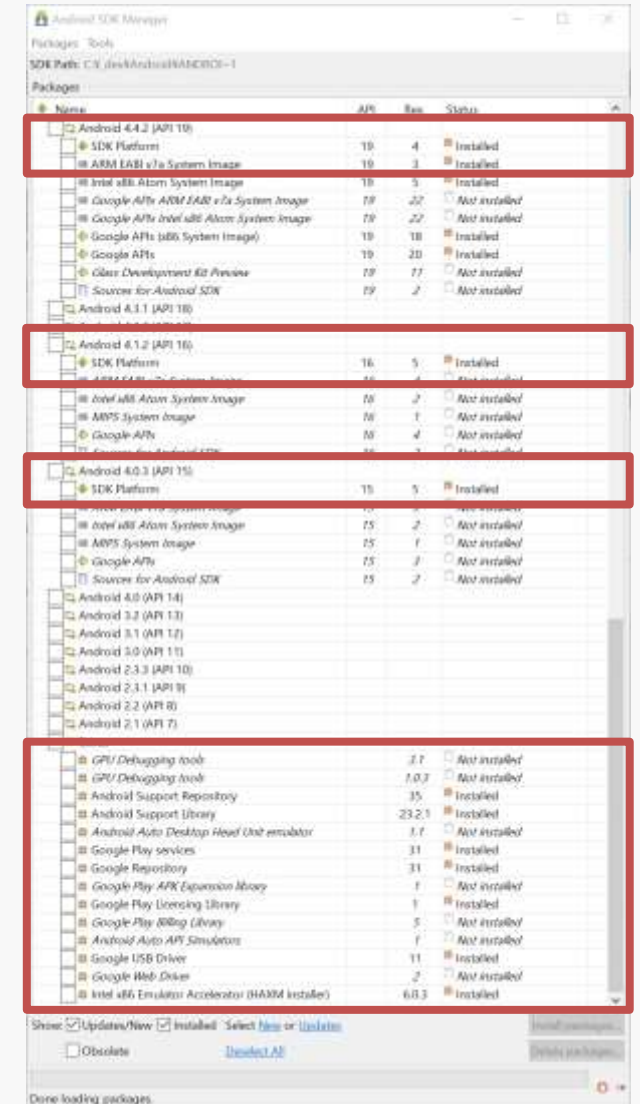 Android SDK Manager
Packages Tools
SDK Path:
Packages
Name API Rev. Status
Android 4.4.2 (API 19)
SDK Platform 19 4 Installed
ARM EABI v7a System Image 19 3 Installed
Intel x86 Atom System Image 19 5 Installed
Google APIs ARM EABI v7a System Image 19 22 Not installed
Google APIs Intel x86 Atom System Image 19 22 Not installed
Google APIs (x86 System Image) 19 18 Installed
Google APIs 19 20 Installed
Glass Development Kit Preview 19 11 Not installed
Sources for Android SDK 19 2 Not installed
Android 4.3.1 (API 18)
Android 4.1.2 (API 16)
SDK Platform 16 5 Installed
Intel x86 Atom System Image 16 2 Not installed
MIPS System Image 16 1 Not installed
Google APIs 16 4 Not installed
Android 4.0.3 (API 15)
SDK Platform 15 5 Installed
Intel x86 Atom System Image 15 2 Not installed
MIPS System Image 15 1 Not installed
Google APIs 15 3 Not installed
Sources for Android SDK 15 2 Not installed
Android 4.0 (API 14)
Android 3.2 (API 13)
Android 3.1 (API 12)
Android 3.0 (API 11)
Android 2.3.3 (API 10)
Android 2.3.1 (API 9)
Android 2.2 (API 8)
Android 2.1 (API 7)
GPU Debugging tools 3.1 Not installed
GPU Debugging tools 1.0.3 Not installed
Android Support Repository 35 Installed
Android Support Library 23.2.1 Installed
Android Auto Desktop Head Unit emulator 1.1 Not installed
Google Play services 31 Installed
Google Repository 31 Installed
Google Play APK Expansion library 1 Not installed
Google Play Licensing Library 1 Installed
Google Play Billing Library 5 Not installed
Android Auto API Simulators 1 Not installed
Google USB Driver 11 Installed
Google Web Driver 2 Not installed
Intel x86 Emulator Accelerator (HAXM installer) 6.0.3 Installed
Show: Updates/New Installed Select New or Updates Install packages...
Obsolete Deselect All Delete packages...
Done loading packages.